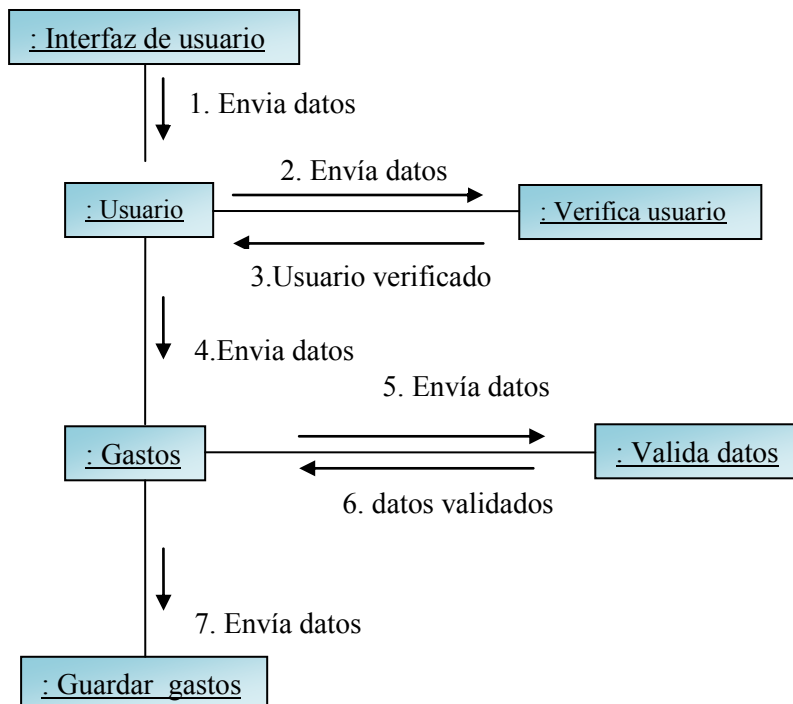 : Interfaz de usuario
1. Envia datos
2. Envía datos
: Usuario
: Verifica usuario
3.Usuario verificado
4.Envia datos
5. Envía datos
: Gastos
: Valida datos
6. datos validados
7. Envía datos
: Guardar gastos